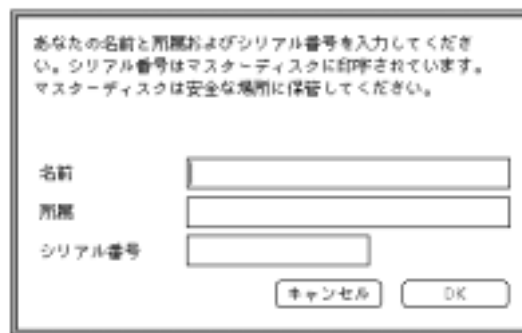 あなたの名前と所属およびシリアル番号を入力してくださ
い。シリアル番号はマスターディスクに印字されています。
マスターディスクは安全な場所に保管してください。
名前
所属
シリアル番号
キャンセル
OK